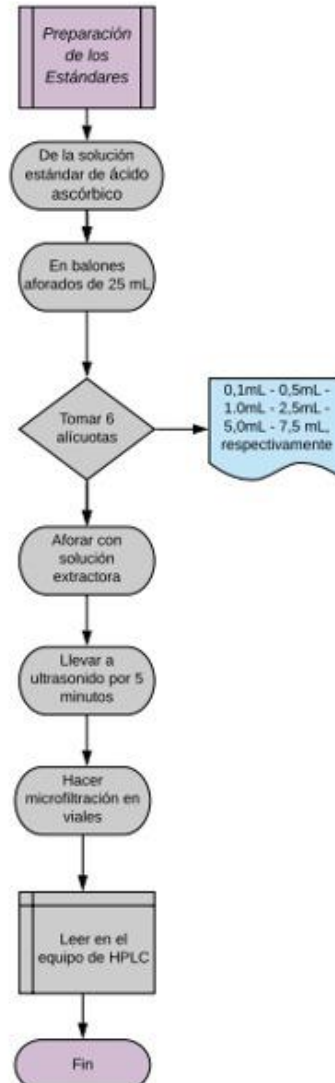 Preparación
de los
Estándares
De la solución
estándar de ácido
ascórbico
En balones
aforados de 25 mL
Tomar 6
alícuotas
0,1mL - 0,5mL -
1.0mL - 2,5mL -
5,0mL - 7,5 mL,
respectivamente
Aforar con
solución
extractora
Llevar a
ultrasonido por 5
minutos
Hacer
microfiltración en
viales
Leer en el
equipo de HPLC
Fin